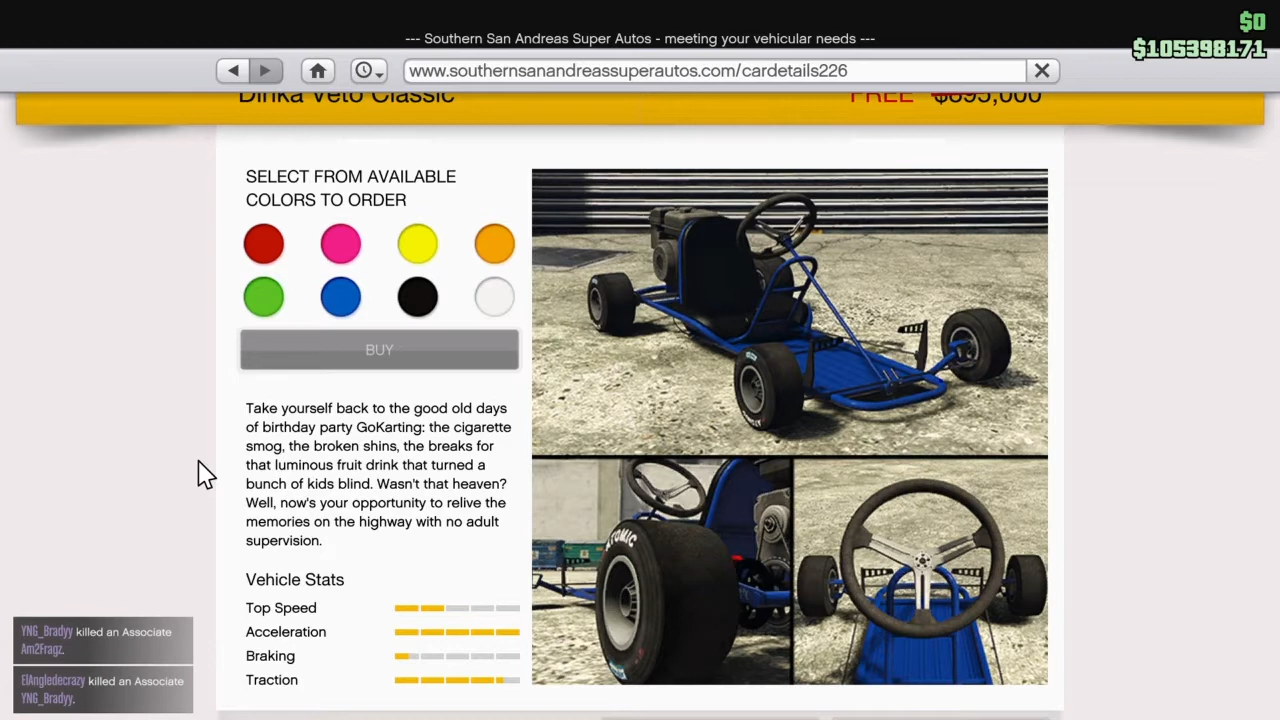 $0
$105398171
--- Southern San Andreas Super Autos - meeting your vehicular needs ---
www.southernsanandreassuperautos.com/cardetails226
Dinka Veto Classic
FREE $895,000
SELECT FROM AVAILABLE
COLORS TO ORDER
BUY
Take yourself back to the good old days
of birthday party GoKarting: the cigarette
smog, the broken shins, the breaks for
that luminous fruit drink that turned a
bunch of kids blind. Wasn't that heaven?
Well, now's your opportunity to relive the
memories on the highway with no adult
supervision.
Vehicle Stats
Top Speed
Acceleration
Braking
Traction
ATOMIC
YNG_Bradyy killed an Associate
Am2Fragz.
ElAngledecrazy killed an Associate
YNG_Bradyy.